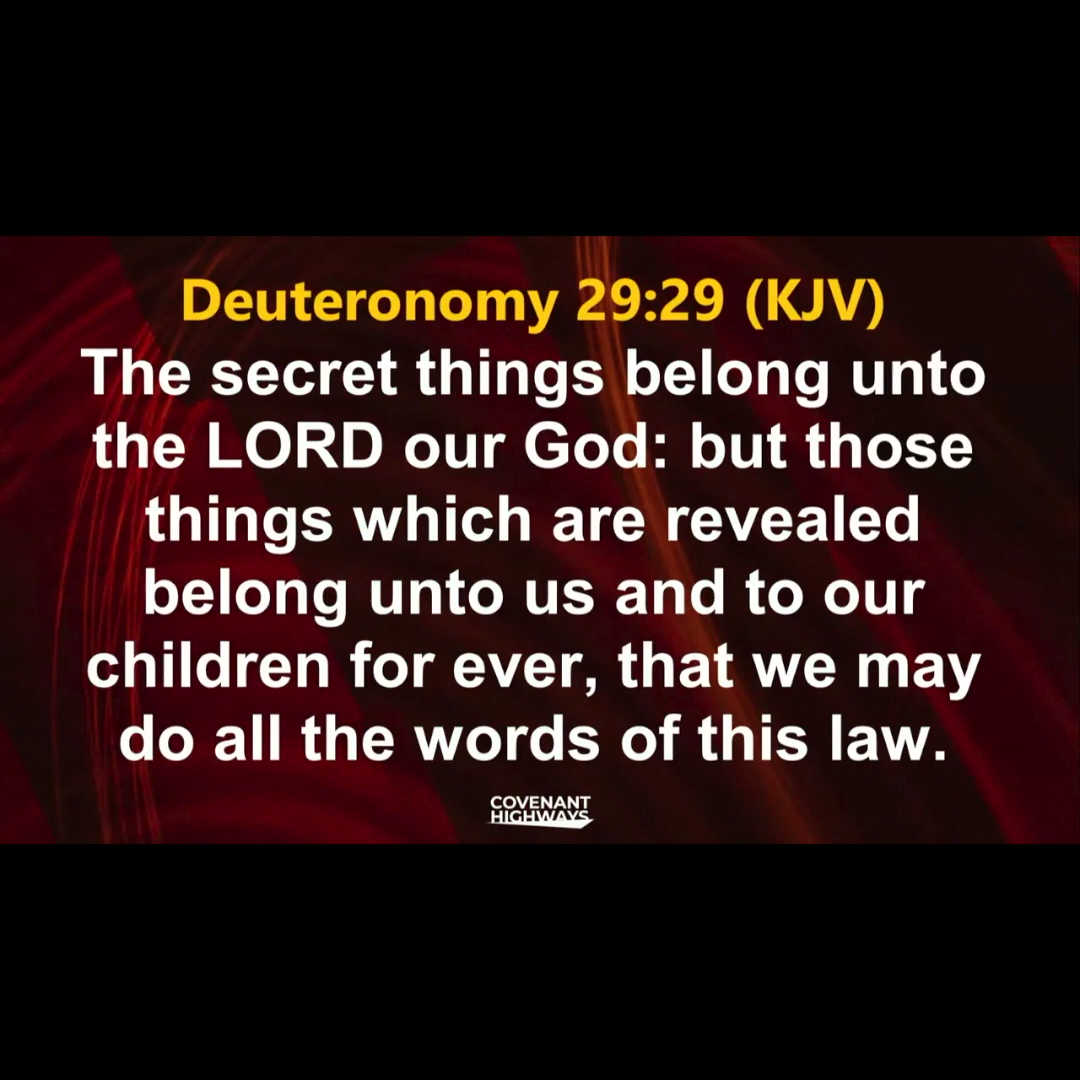 Deuteronomy 29:29 (KJV)
The secret things belong unto
the LORD our God: but those
things which are revealed
belong unto us and to our
children for ever, that we may
do all the words of this law.
COVENANT
HIGHWAYS